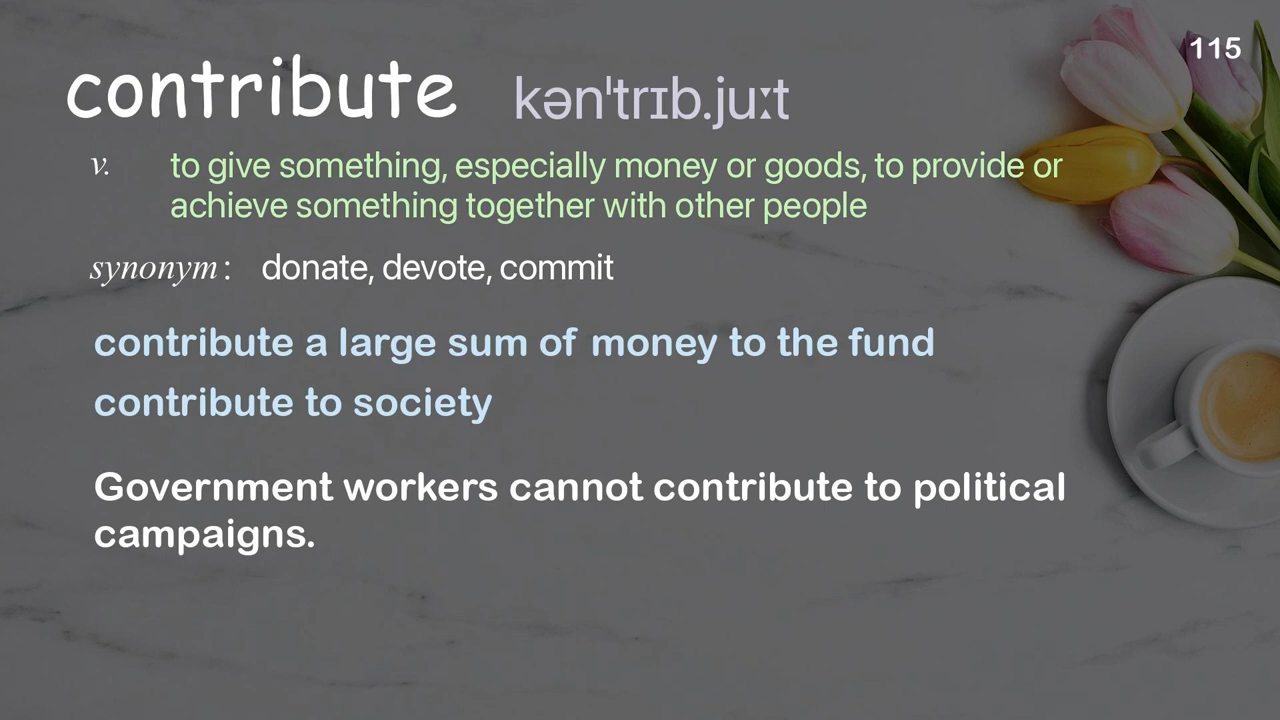 115
contribute kənˈtrɪb.juːt
v. to give something, especially money or goods, to provide or
achieve something together with other people
synonym : donate, devote, commit
contribute a large sum of money to the fund
contribute to society
Government workers cannot contribute to political
campaigns.